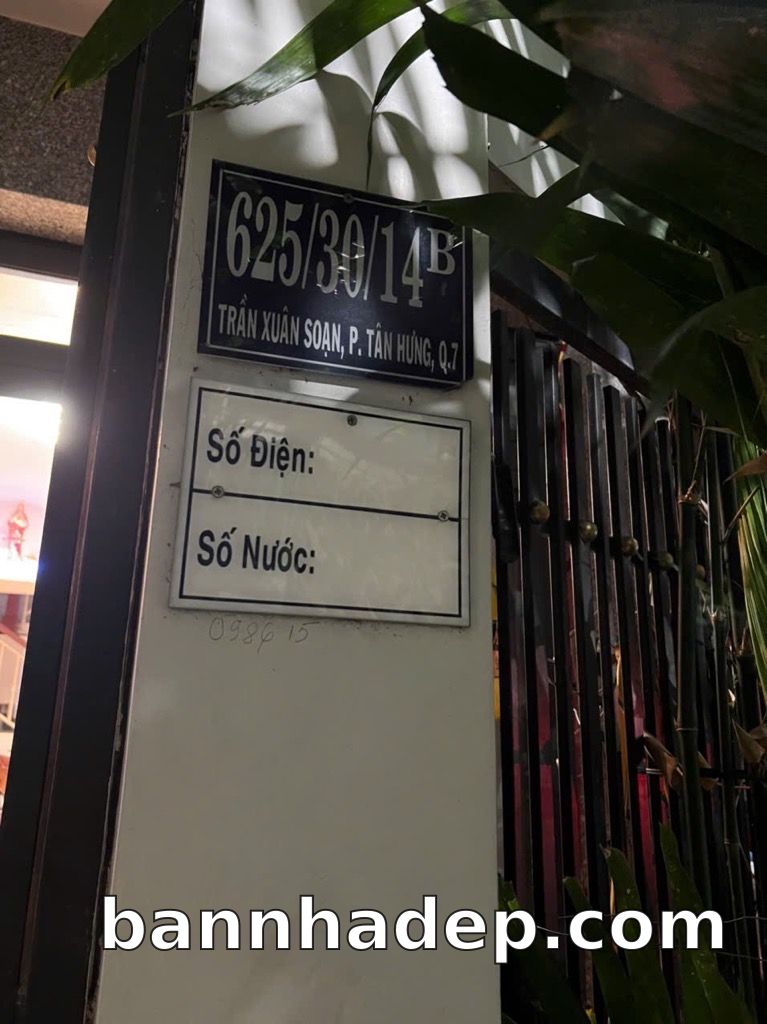 625/30/14B
TRẦN XUÂN SOẠN, P. TÂN HƯNG, Q.7
Số Điện:
Số Nước:
0986 15
bannhadep.com